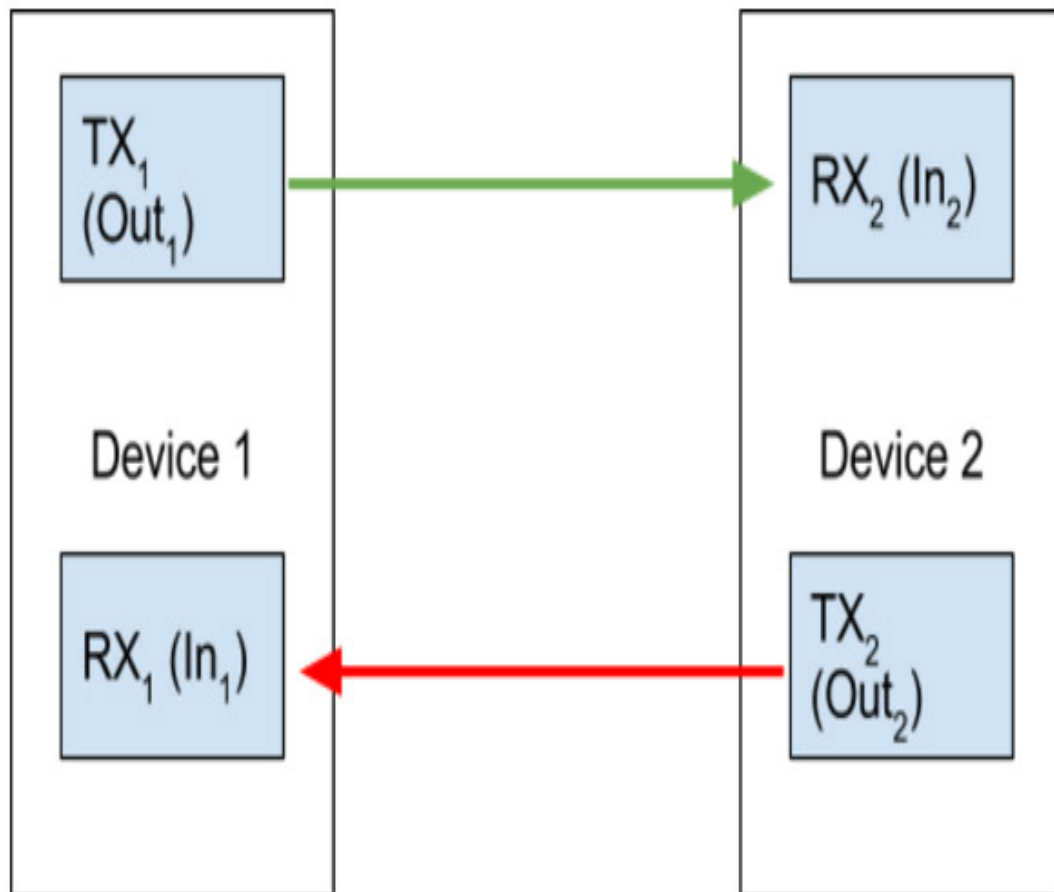 TX₁
(Out₁)
RX₂ (In₂)
Device 1
Device 2
RX₁ (In₁)
TX₂
(Out₂)